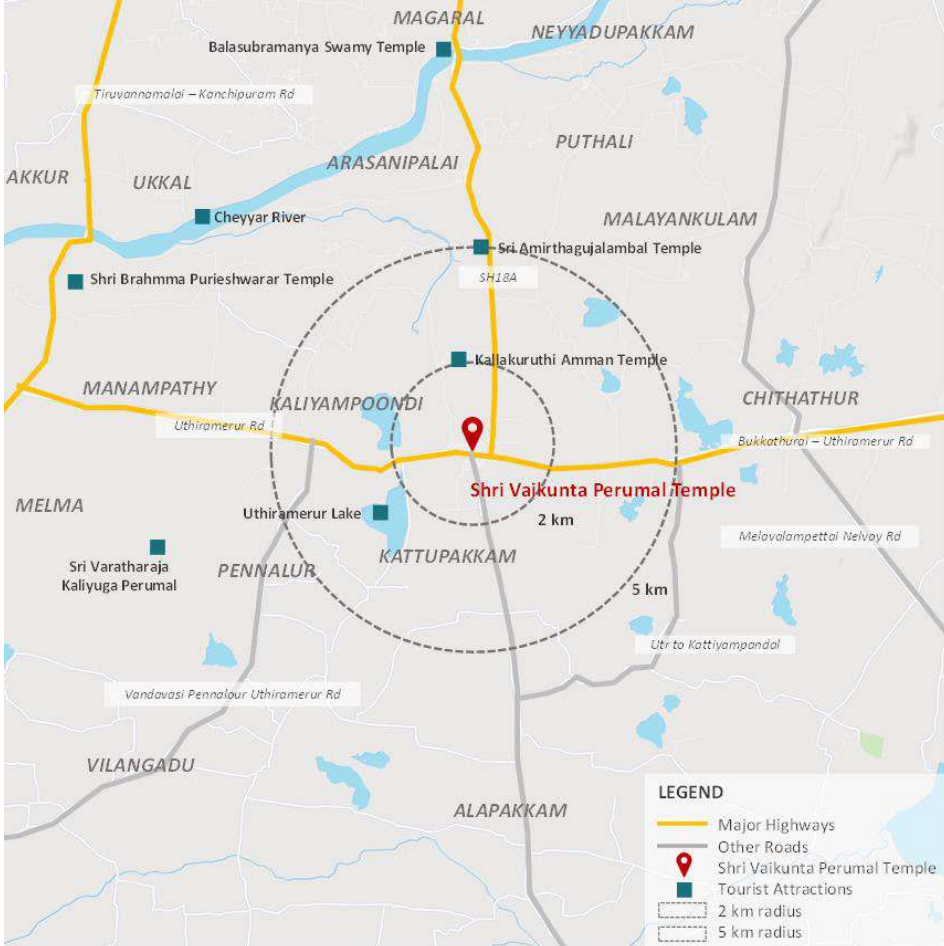 MAGARAL
NEYYADUPAKKAM
Balasubramanya Swamy Temple
Tiruvannamalai – Kanchipuram Rd
PUTHALI
ARASANIPALAI
AKKUR
UKKAL
Cheyyar River
MALAYANKULAM
Sri Amirthagujalambal Temple
SH18A
Shri Brahmma Purieshwarar Temple
Kallakuruthi Amman Temple
MANAMPATHY
KALIYAMPOONDI
CHITHATHUR
Uthiramerur Rd
Bukkathurai – Uthiramerur Rd
Shri Vaikunta Perumal Temple
MELMA
Uthiramerur Lake
2 km
Melavalampettai Nelvoy Rd
KATTUPAKKAM
Sri Varatharaja
Kaliyuga Perumal
PENNALUR
5 km
Utr to Kattiyampandal
Vandavasi Pennalour Uthiramerur Rd
VILANGADU
ALAPAKKAM
LEGEND
Major Highways
Other Roads
Shri Vaikunta Perumal Temple
Tourist Attractions
2 km radius
5 km radius